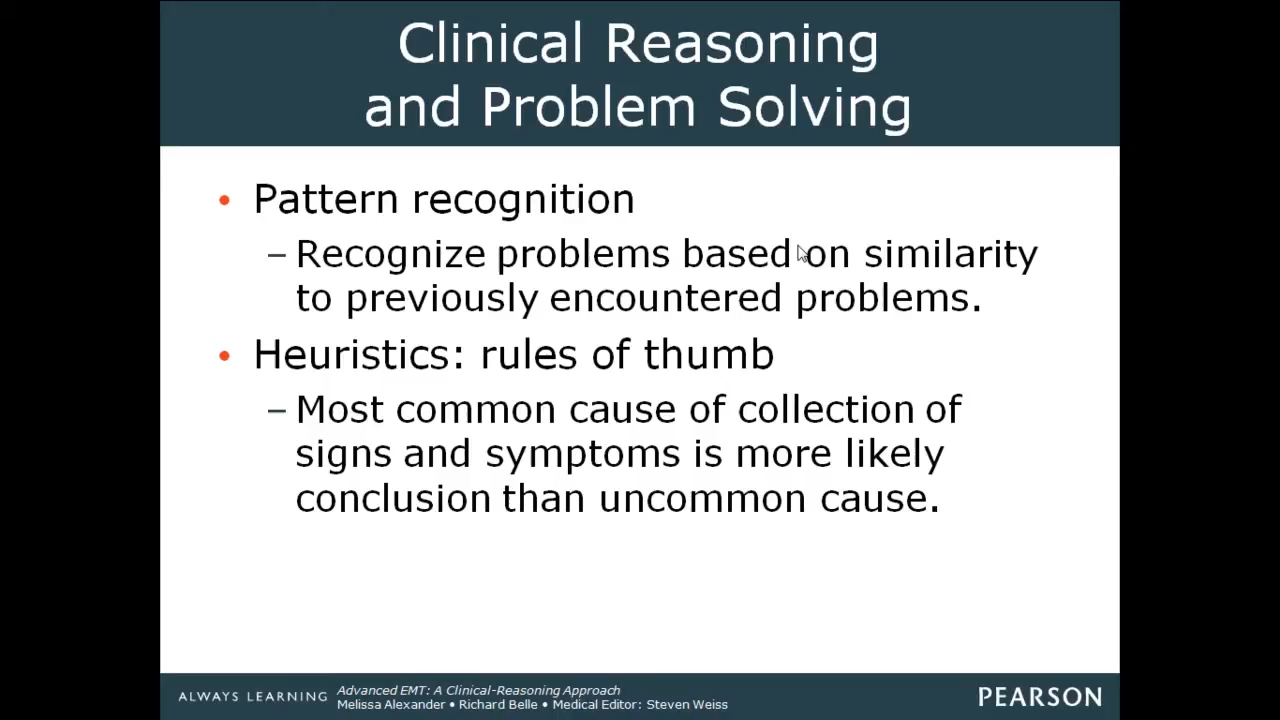 Clinical Reasoning
and Problem Solving
• Pattern recognition
– Recognize problems based on similarity
to previously encountered problems.
• Heuristics: rules of thumb
– Most common cause of collection of
signs and symptoms is more likely
conclusion than uncommon cause.
ALWAYS LEARNING
Advanced EMT: A Clinical-Reasoning Approach
Melissa Alexander • Richard Belle • Medical Editor: Steven Weiss
PEARSON